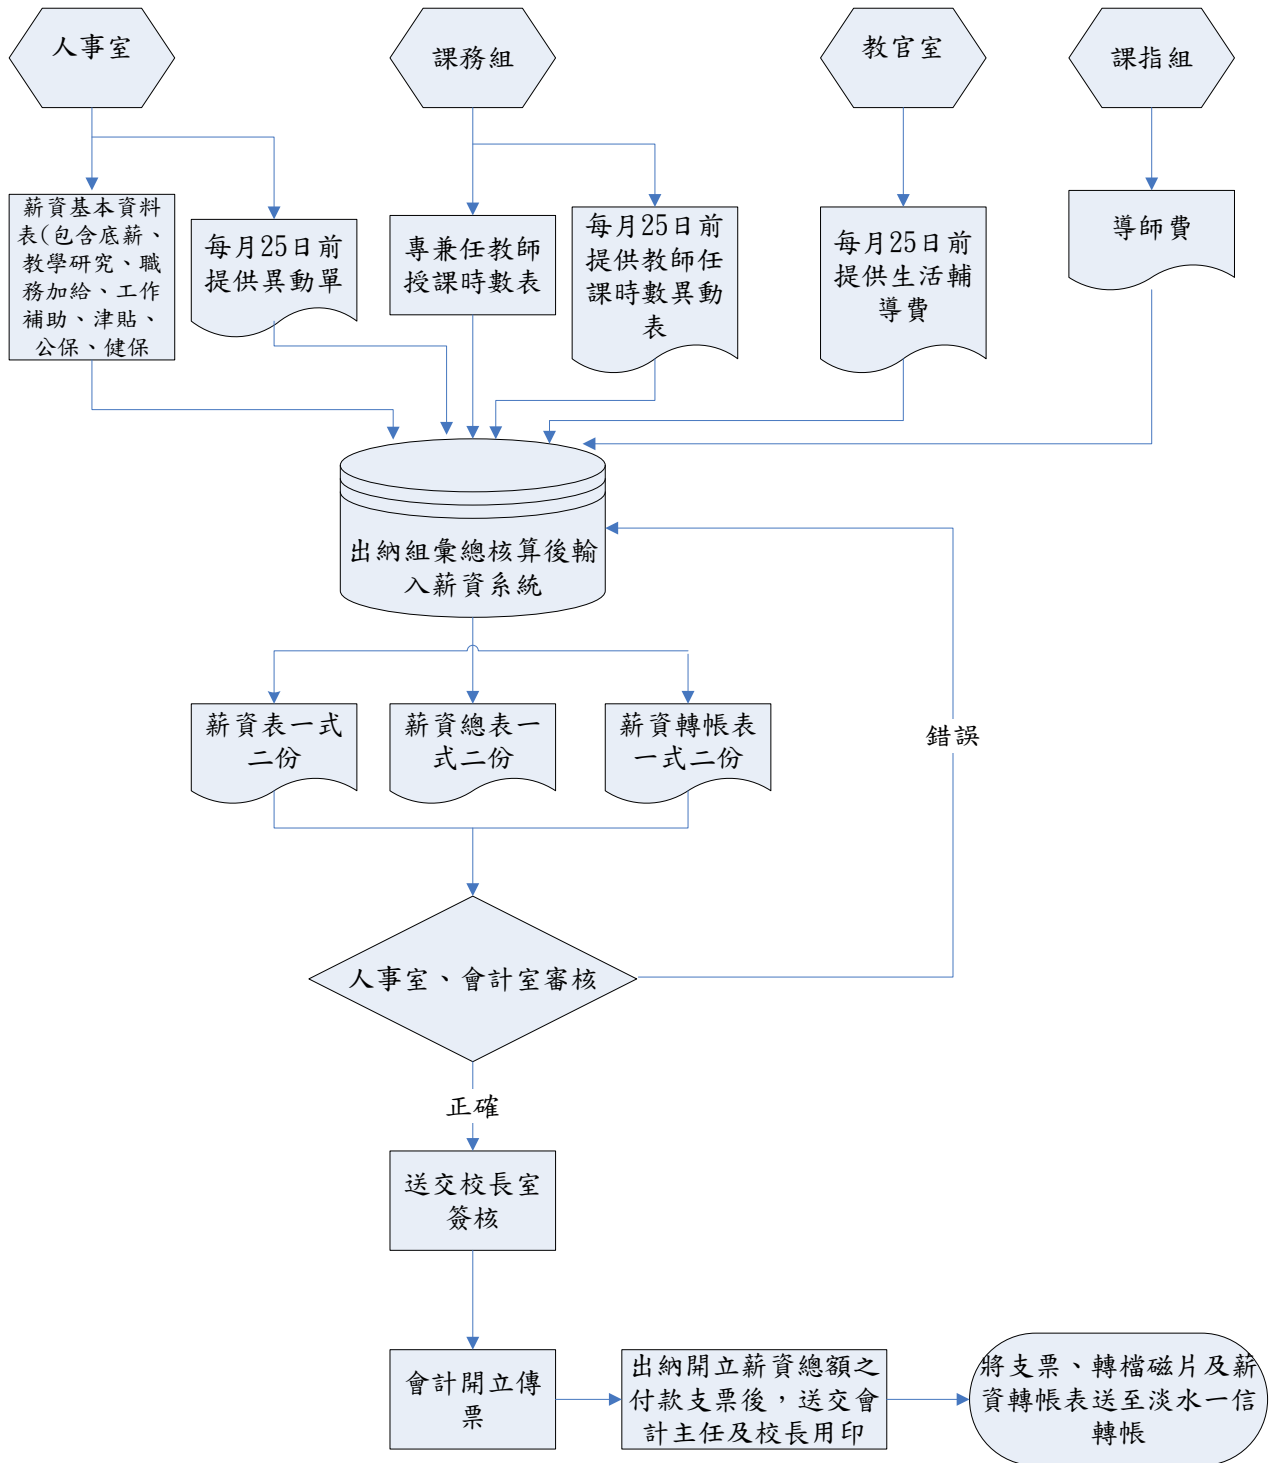 人事室
課務組
教官室
課指組
薪資基本資料
表(包含底薪、
教學研究、職
務加給、工作
補助、津貼、
公保、健保
每月25日前
提供異動單
專兼任教師
授課時數表
每月25日前
提供教師任
課時數異動
表
每月25日前
提供生活輔
導費
導師費
出納組彙總核算後輸
入薪資系統
薪資表一式
二份
薪資總表一
式二份
薪資轉帳表
一式二份
錯誤
人事室、會計室審核
正確
送交校長室
簽核
會計開立傳
票
出納開立薪資總額之
付款支票後，送交會
計主任及校長用印
將支票、轉檔磁片及薪
資轉帳表送至淡水一信
轉帳